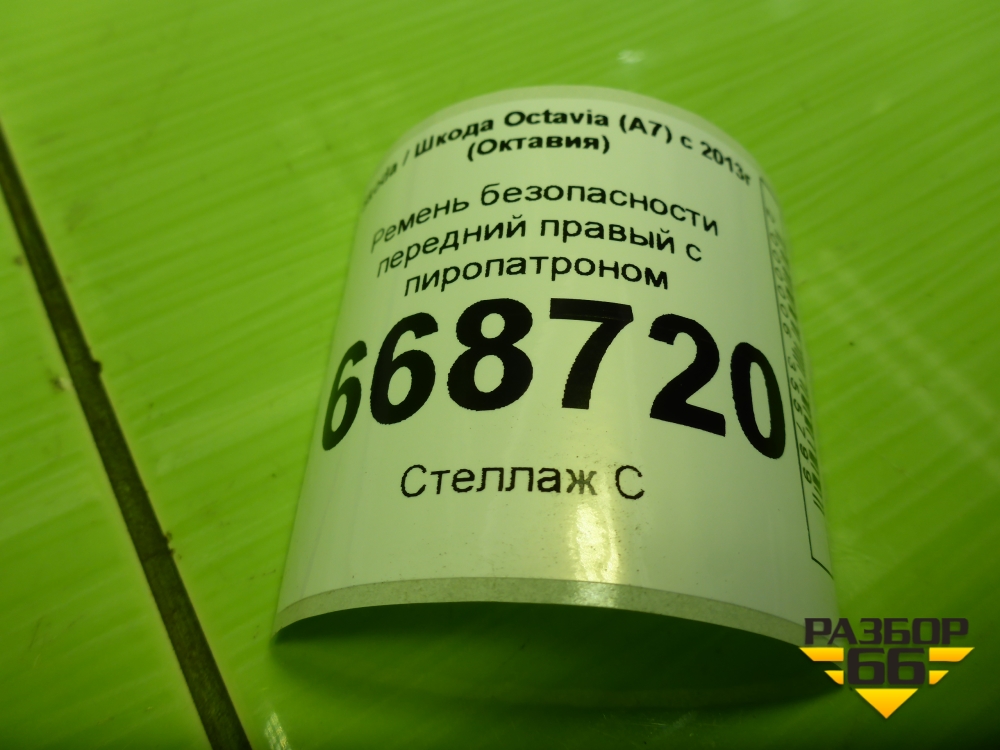 / Шкода Octavia (A7) с 2013г
(Октавия)
Ремень безопасности
передний правый с
пиропатроном
668720
Стеллаж С
РАЗБОР
66